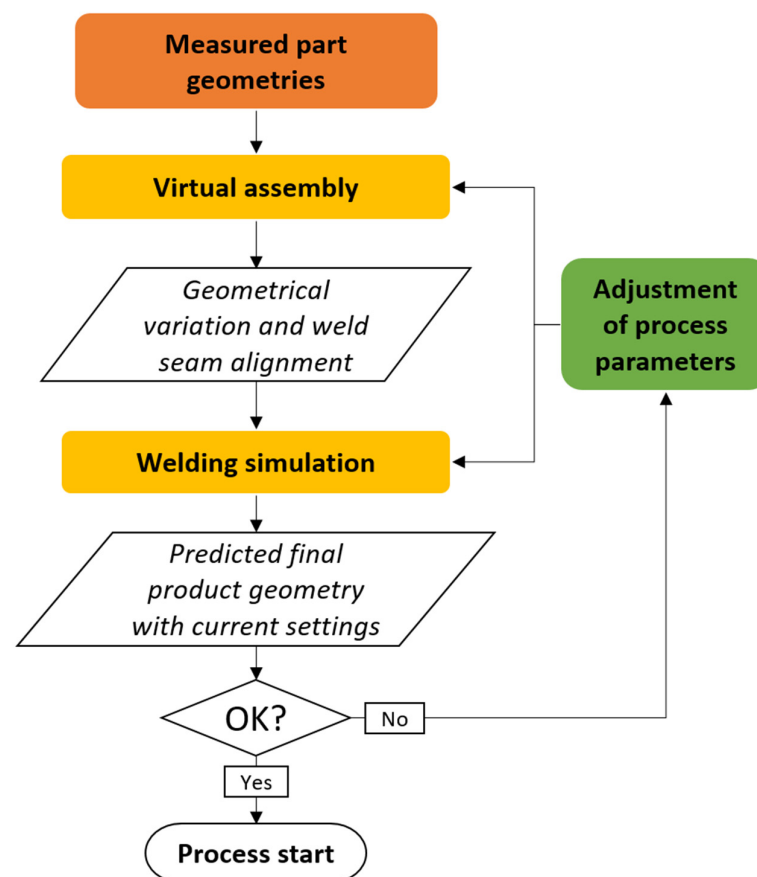 Measured part
geometries
Virtual assembly
Geometrical
variation and weld
seam alignment
Adjustment
of process
parameters
Welding simulation
Predicted final
product geometry
with current settings
OK?
No
Yes
Process start